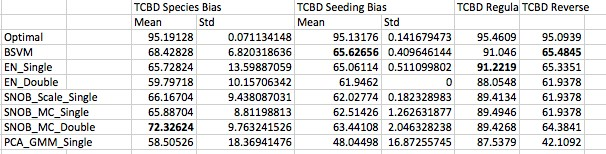 TCBD Species Bias TCBD Seeding Bias TCBD Regula TCBD Reverse
Mean Std Mean Std
Optimal 95.19128 0.071134148 95.13176 0.141679473 95.4609 95.0939
BSVM 68.42828 6.820318636 65.62656 0.409646144 91.046 65.4845
EN_Single 65.72824 13.59887059 65.06114 0.511099802 91.2219 65.3351
EN_Double 59.79718 10.15706342 61.9462 0 88.0548 61.9378
SNOB_Scale_Single 66.16704 9.438087031 62.02774 0.182328983 89.4134 61.9378
SNOB_MC_Single 65.88704 8.81198813 62.51426 1.262631877 89.4946 61.9378
SNOB_MC_Double 72.32624 9.763241526 63.44108 2.046338238 89.4268 64.3841
PCA_GMM_Single 58.50526 18.36941476 48.04498 16.87255745 87.5379 42.1092